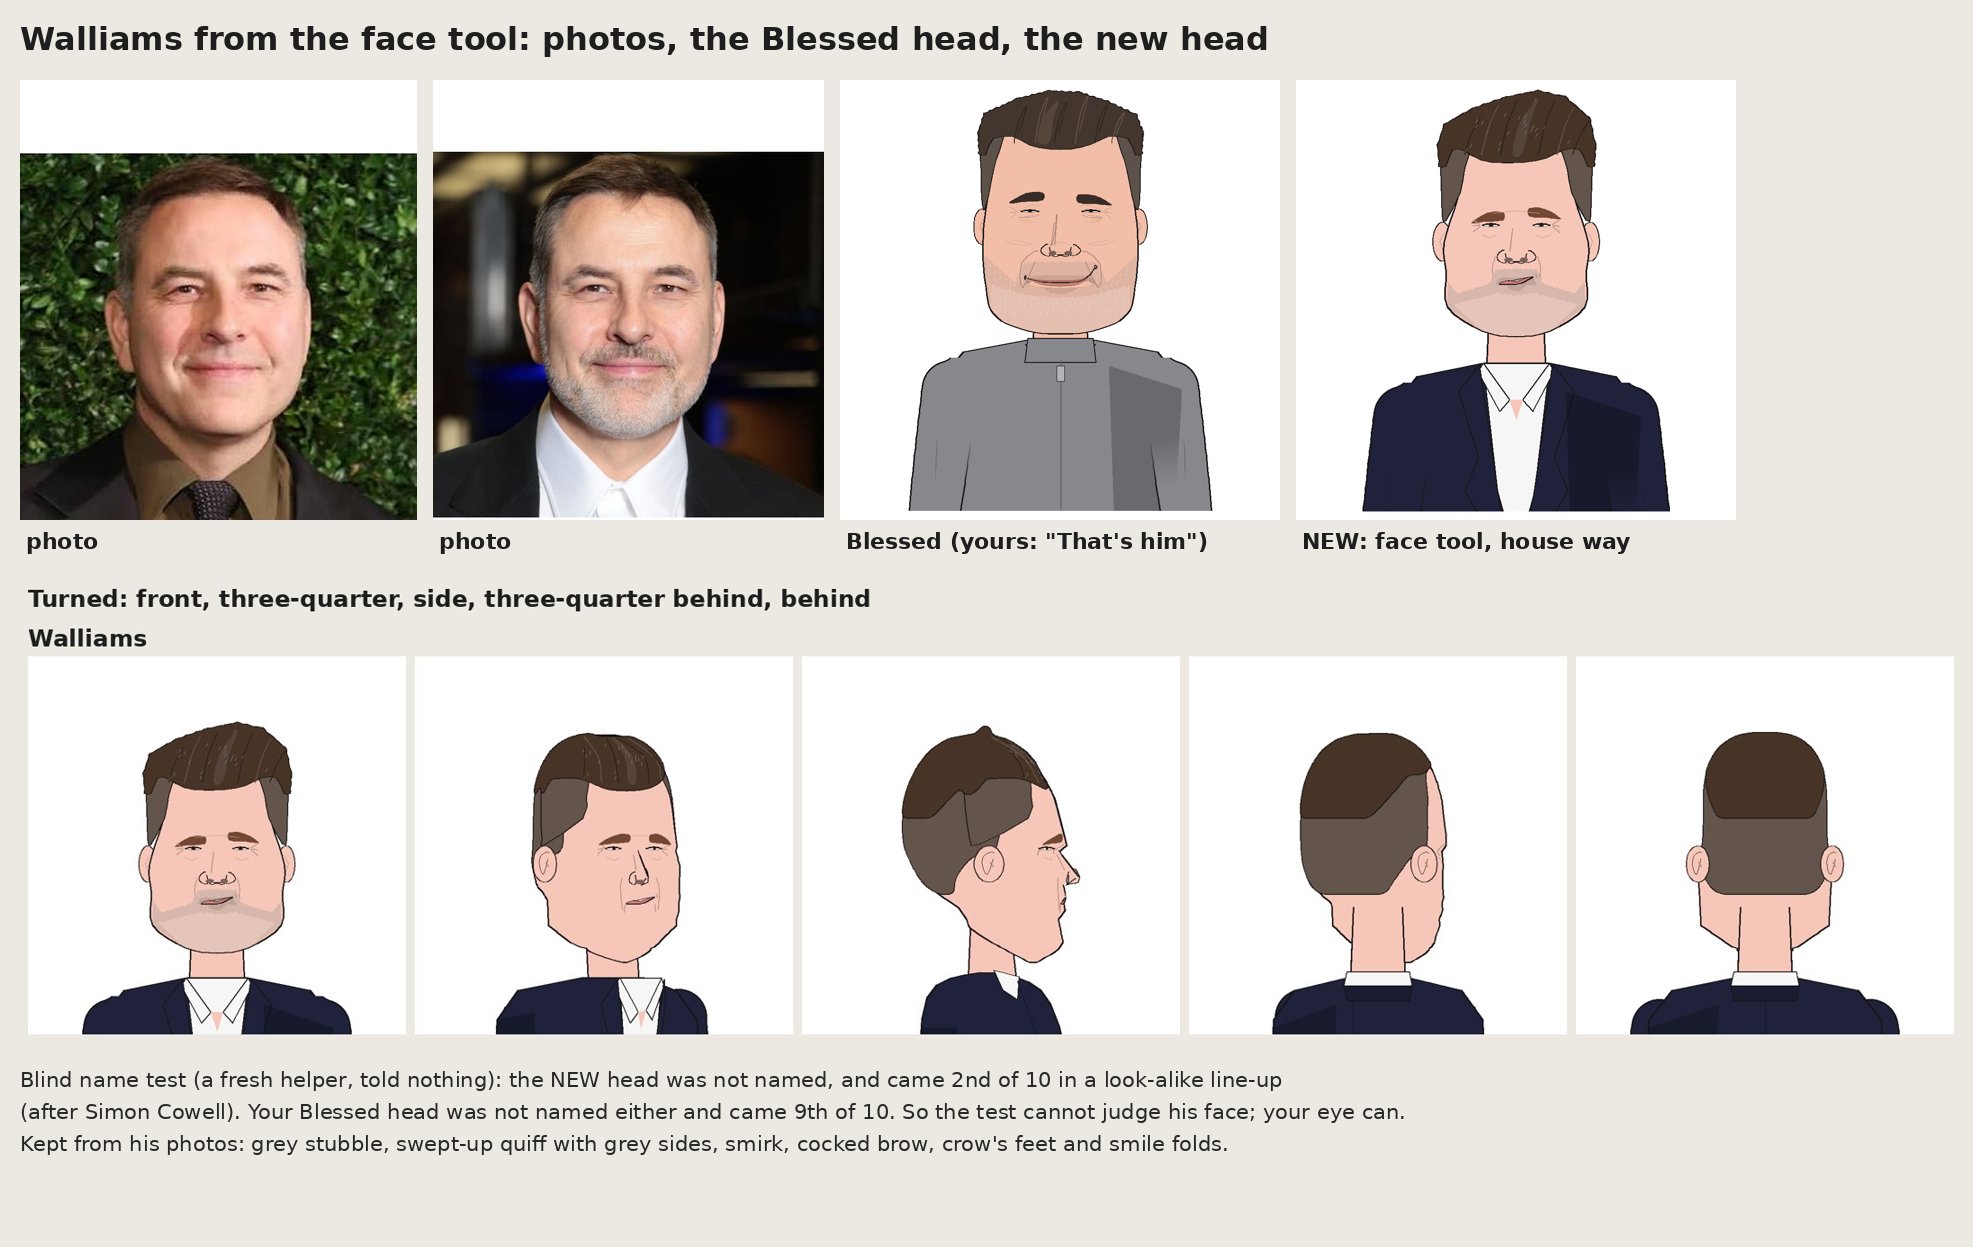 Walliams from the face tool: photos, the Blessed head, the new head
photo
photo
Blessed (yours: "That's him")
NEW: face tool, house way
Turned: front, three-quarter, side, three-quarter behind, behind
Walliams
Blind name test (a fresh helper, told nothing): the NEW head was not named, and came 2nd of 10 in a look-alike line-up
(after Simon Cowell). Your Blessed head was not named either and came 9th of 10. So the test cannot judge his face; your eye can.
Kept from his photos: grey stubble, swept-up quiff with grey sides, smirk, cocked brow, crow's feet and smile folds.